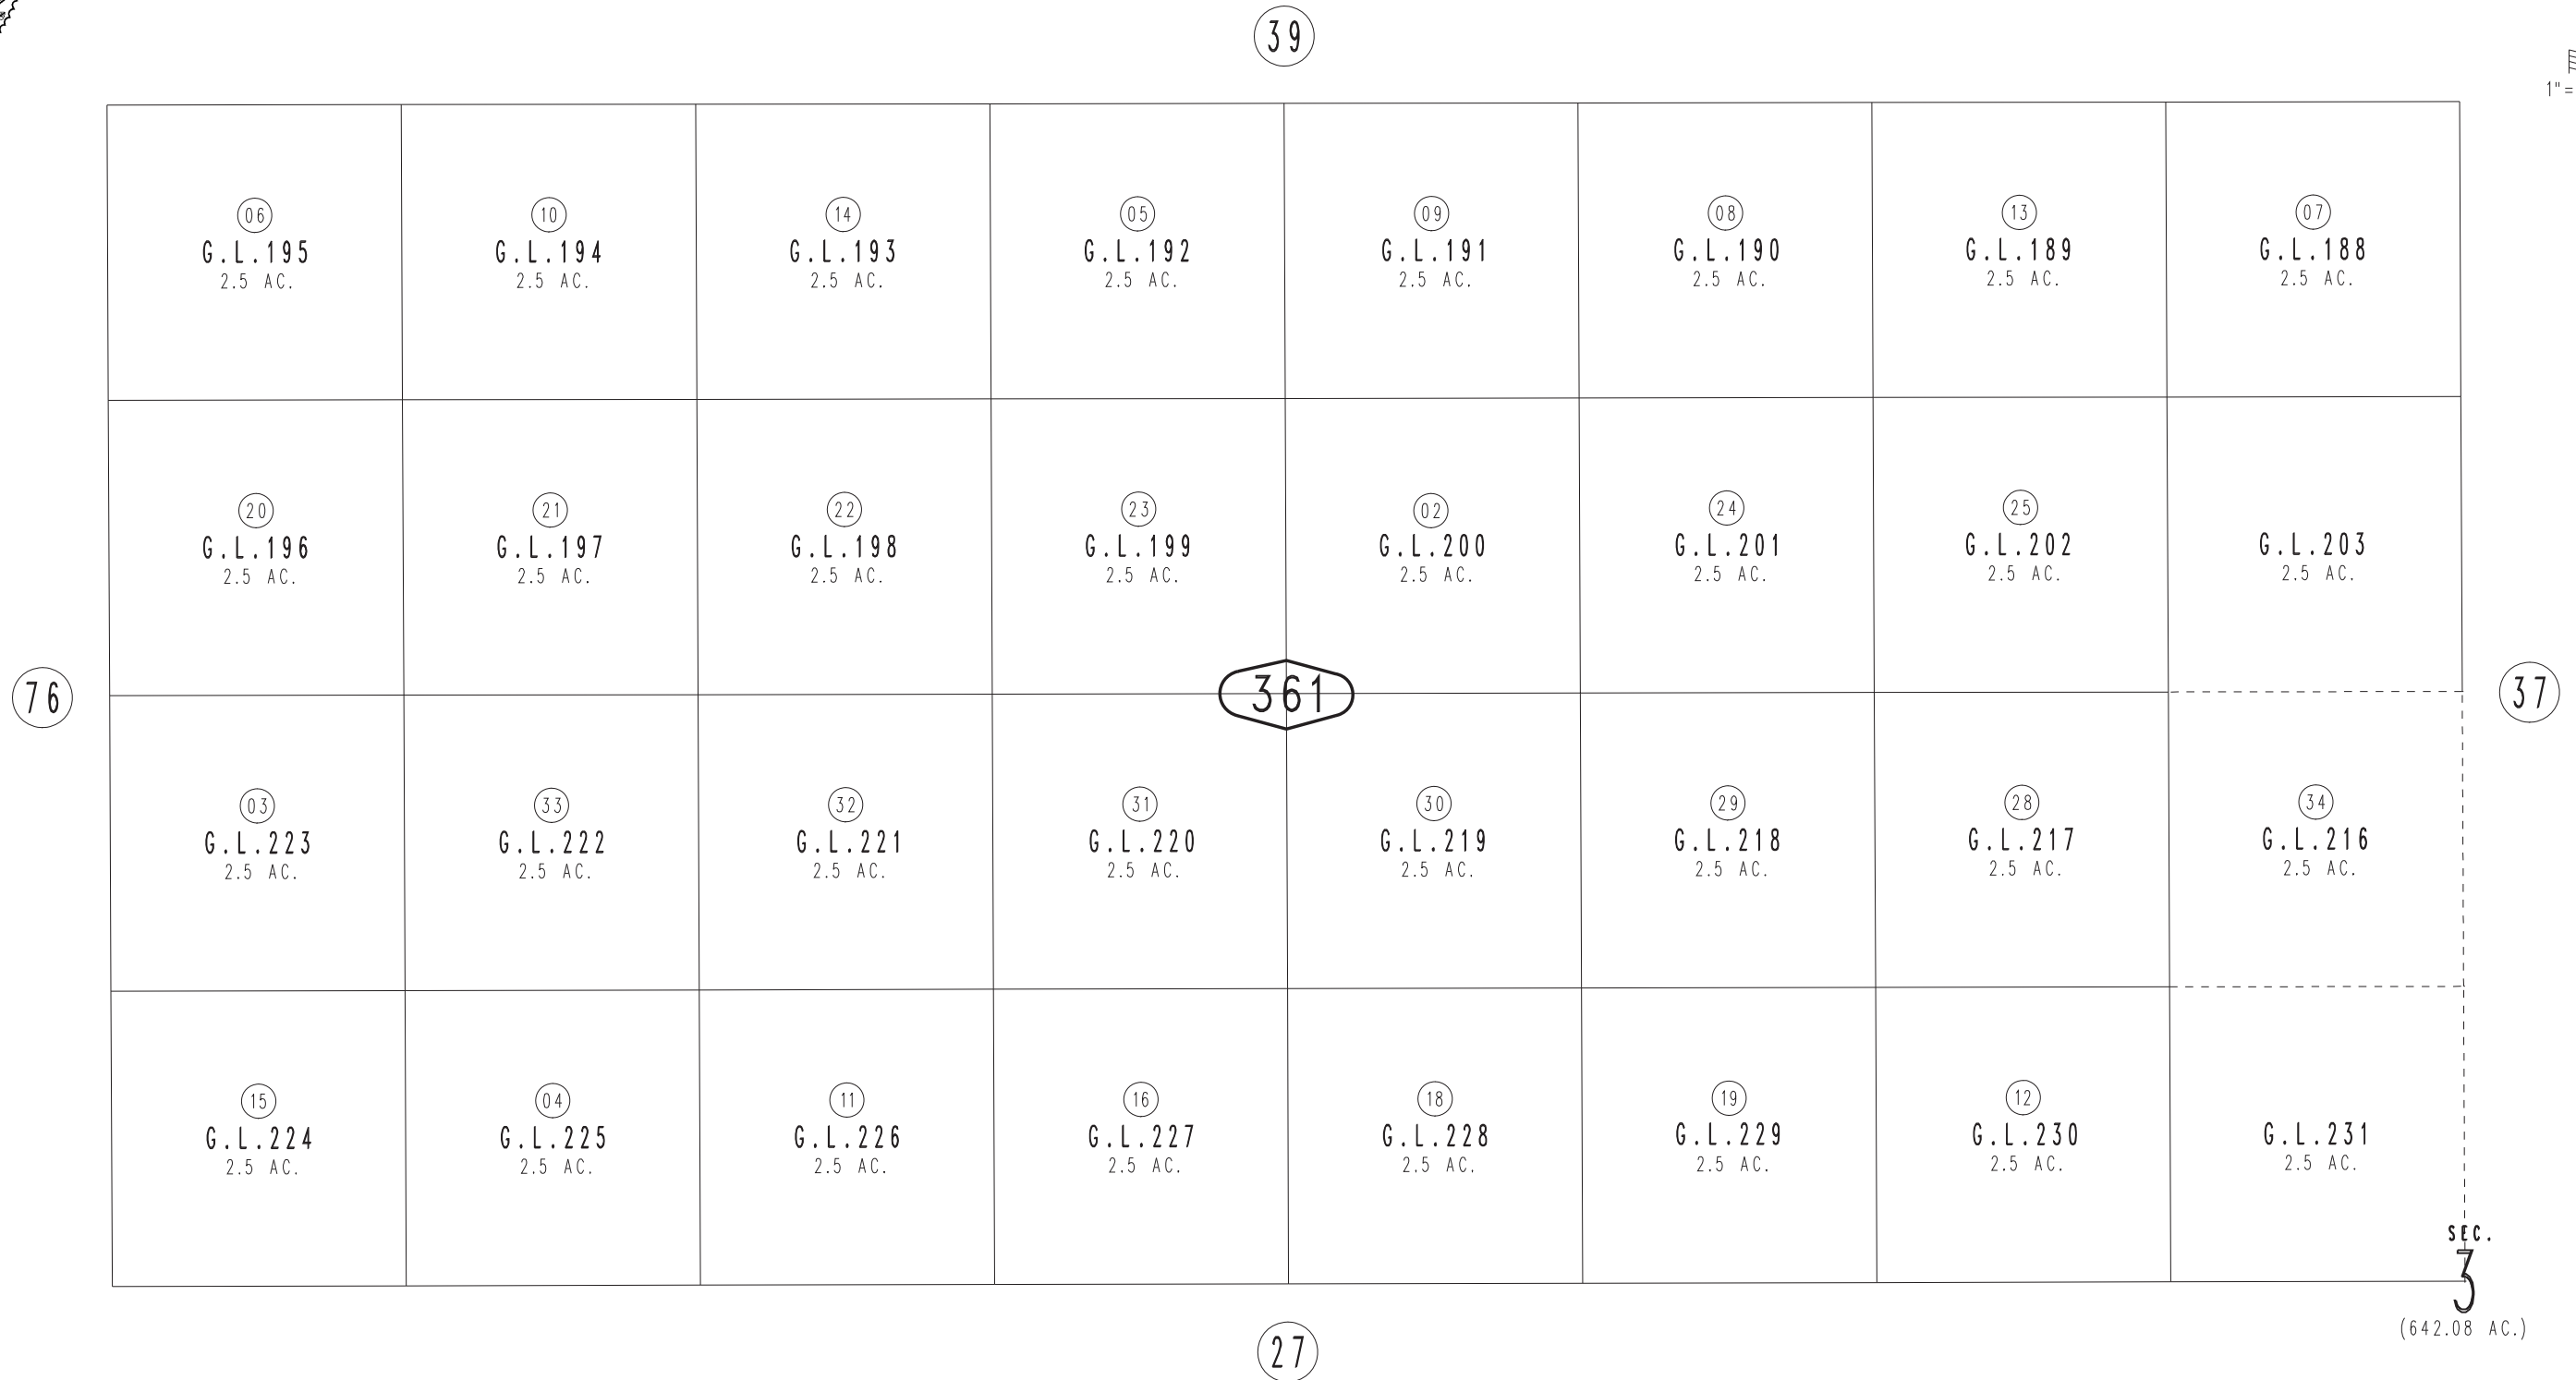 39
1"=
06 10 14 05 09 08 13 07
G.L.195 G.L.194 G.L.193 G.L.192 G.L.191 G.L.190 G.L.189 G.L.188
2.5 AC. 2.5 AC. 2.5 AC. 2.5 AC. 2.5 AC. 2.5 AC. 2.5 AC. 2.5 AC.
20 21 22 23 02 24 25
G.L.196 G.L.197 G.L.198 G.L.199 G.L.200 G.L.201 G.L.202 G.L.203
2.5 AC. 2.5 AC. 2.5 AC. 2.5 AC. 2.5 AC. 2.5 AC. 2.5 AC. 2.5 AC.
76 361 37
03 33 32 31 30 29 28 34
G.L.223 G.L.222 G.L.221 G.L.220 G.L.219 G.L.218 G.L.217 G.L.216
2.5 AC. 2.5 AC. 2.5 AC. 2.5 AC. 2.5 AC. 2.5 AC. 2.5 AC. 2.5 AC.
15 04 11 16 18 19 12
G.L.224 G.L.225 G.L.226 G.L.227 G.L.228 G.L.229 G.L.230 G.L.231
2.5 AC. 2.5 AC. 2.5 AC. 2.5 AC. 2.5 AC. 2.5 AC. 2.5 AC. 2.5 AC.
SEC.
3
(642.08 AC.)
27